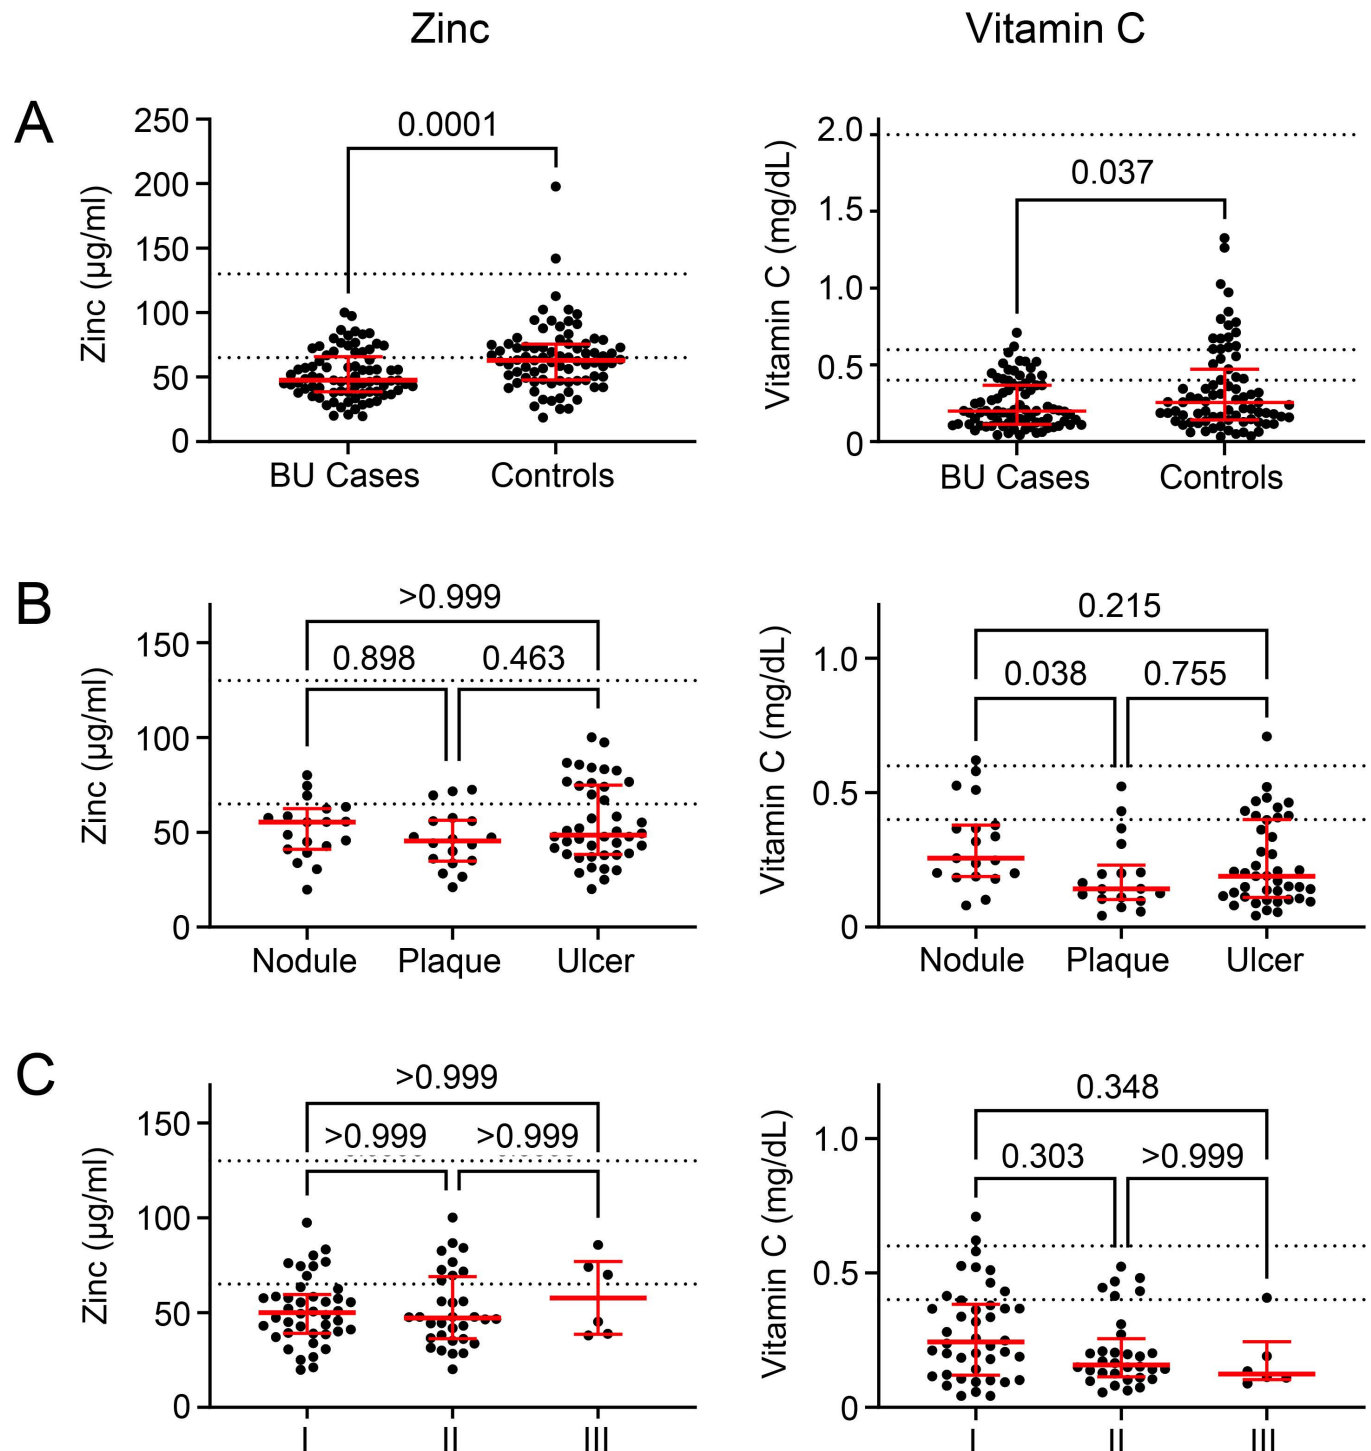 Zinc
Vitamin C
A
Zinc (µg/ml)
250
200
150
100
50
0
0.0001
BU Cases
Controls
Vitamin C (mg/dL)
2.0
1.5
1.0
0.5
0
0.037
BU Cases
Controls
B
Zinc (µg/ml)
150
100
50
0
>0.999
0.898
0.463
Nodule
Plaque
Ulcer
Vitamin C (mg/dL)
1.0
0.5
0
0.215
0.038
0.755
Nodule
Plaque
Ulcer
C
Zinc (µg/ml)
150
100
50
0
>0.999
>0.999
>0.999
I
II
III
Vitamin C (mg/dL)
1.0
0.5
0
0.348
0.303
>0.999
I
II
III